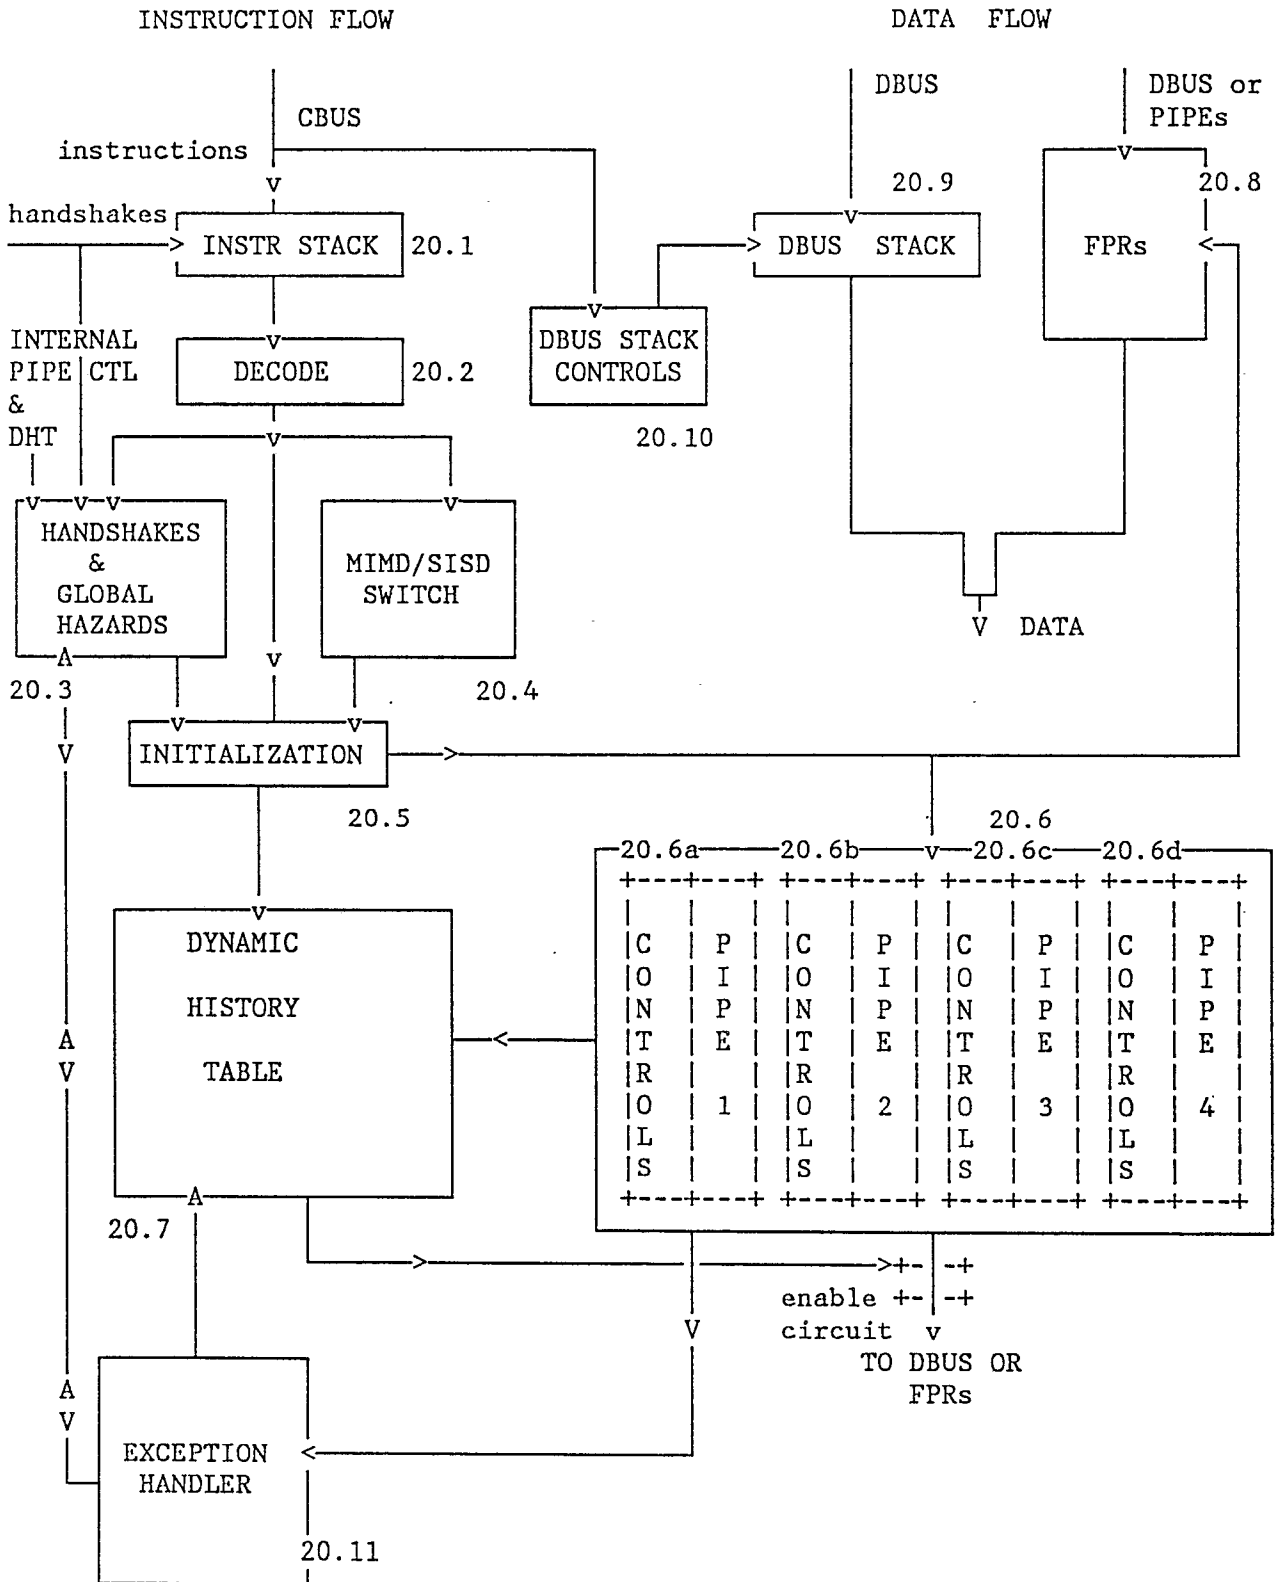 INSTRUCTION FLOW
DATA FLOW
CBUS
DBUS
DBUS or
PIPEs
instructions
handshakes
INSTR STACK
20.1
20.9
DBUS STACK
20.8
FPRs
INTERNAL
PIPE CTL
&
DHT
DECODE
20.2
DBUS STACK
CONTROLS
20.10
HANDSHAKES
&
GLOBAL
HAZARDS
20.3
MIMD/SISD
SWITCH
20.4
V DATA
INITIALIZATION
20.5
20.6
20.6a 20.6b 20.6c 20.6d
CONTROLS
PIPE 1
CONTROLS
PIPE 2
CONTROLS
PIPE 3
CONTROLS
PIPE 4
DYNAMIC
HISTORY
TABLE
20.7
enable
circuit
TO DBUS OR
FPRs
EXCEPTION
HANDLER
20.11